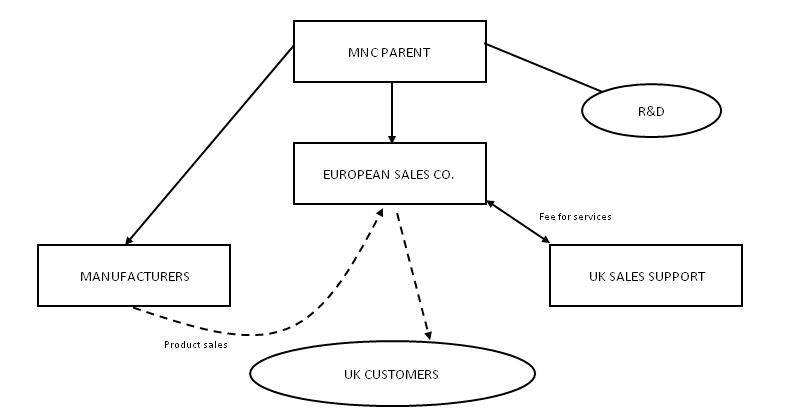 MNC PARENT
R&D
EUROPEAN SALES CO.
Fee for services
MANUFACTURERS
UK SALES SUPPORT
Product sales
UK CUSTOMERS